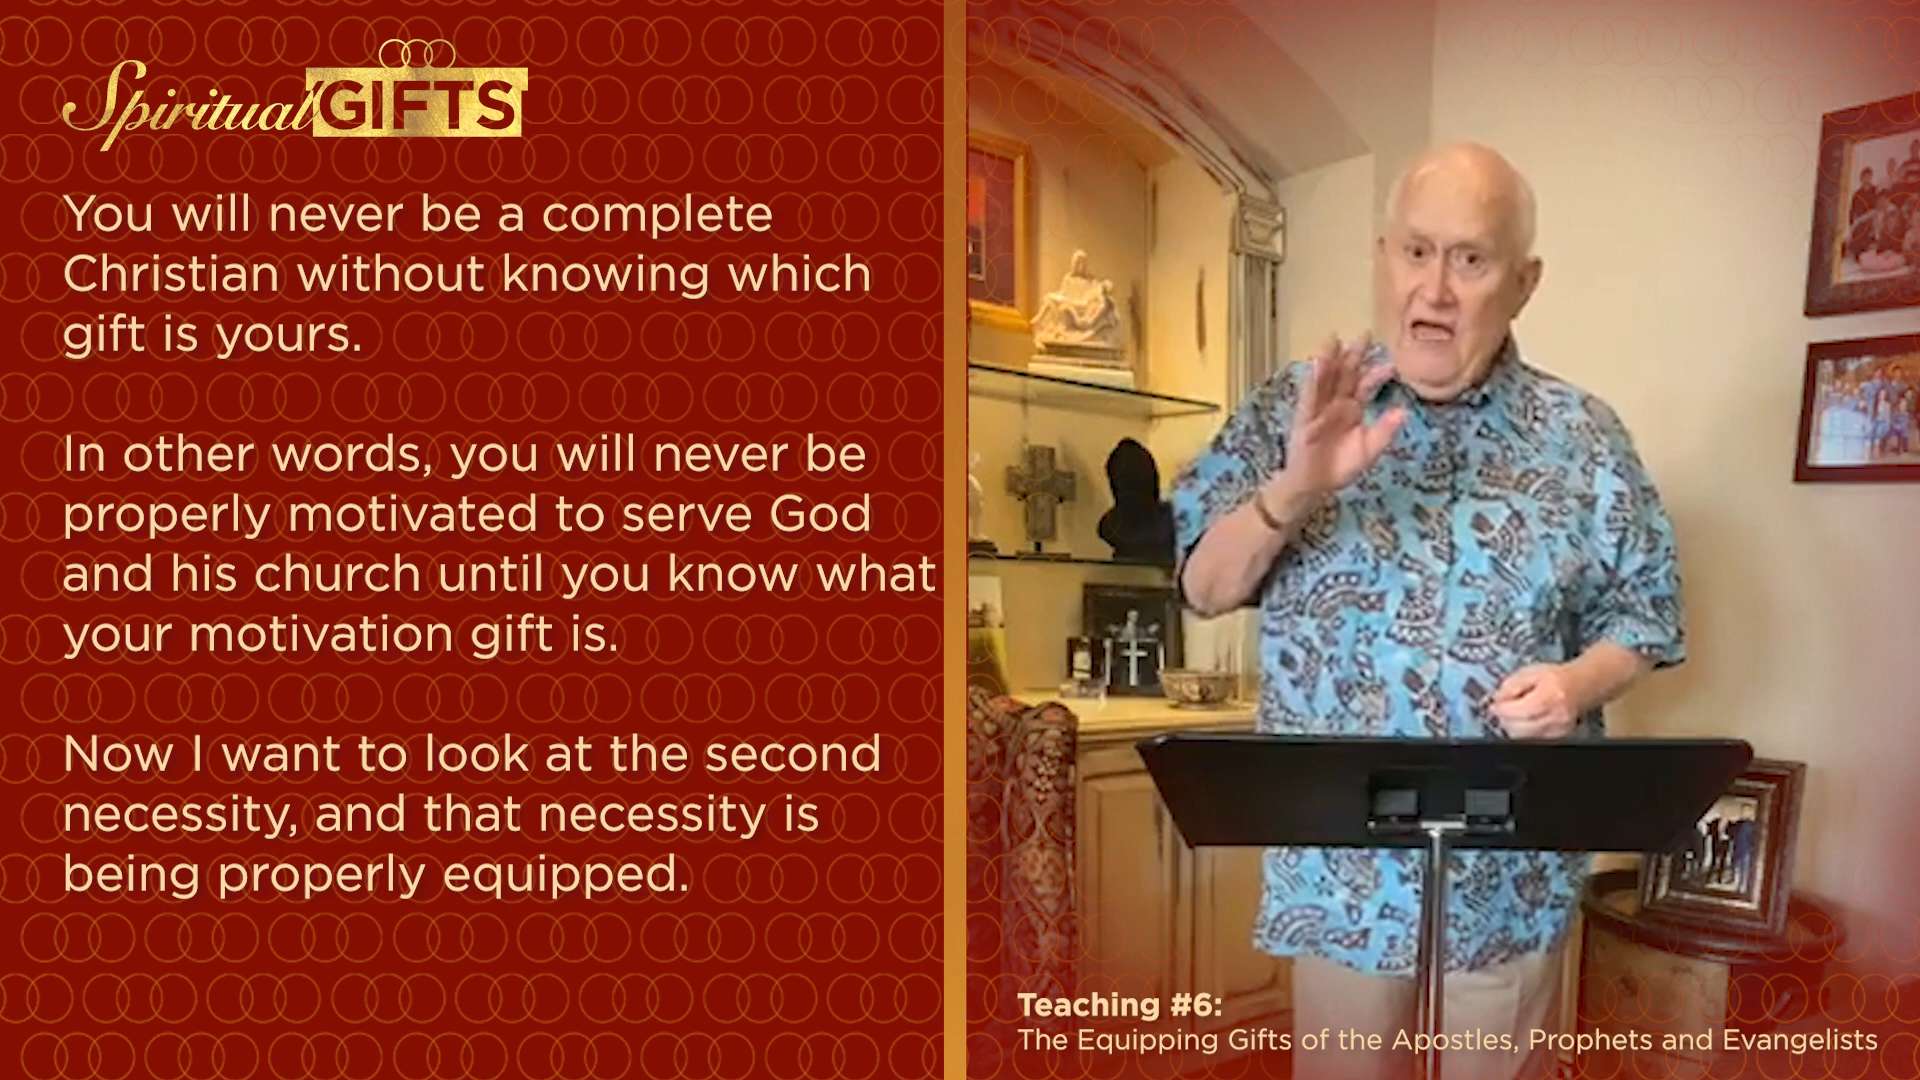 Spiritual GIFTS
You will never be a complete
Christian without knowing which
gift is yours.
In other words, you will never be
properly motivated to serve God
and his church until you know what
your motivation gift is.
Now I want to look at the second
necessity, and that necessity is
being properly equipped.
Teaching #6:
The Equipping Gifts of the Apostles, Prophets and Evangelists